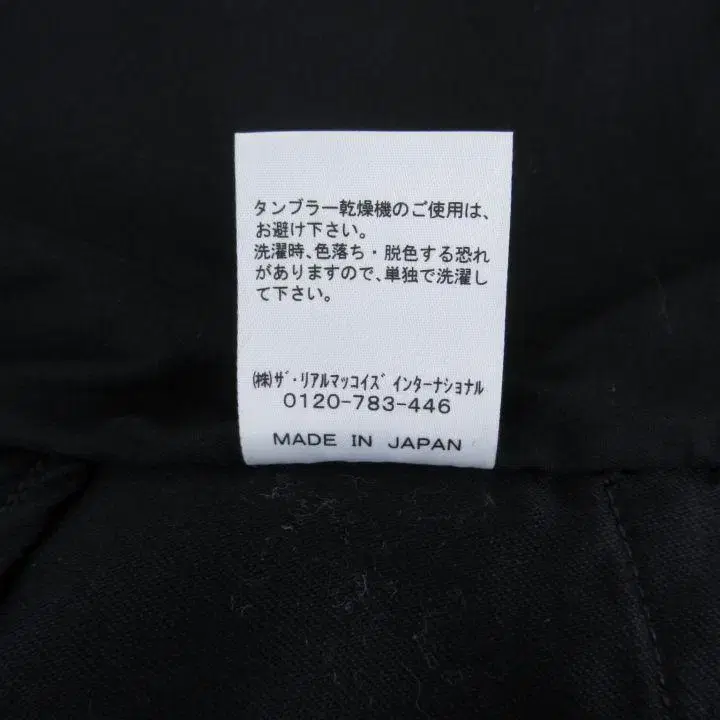 タンブラー乾燥機のご使用は、
お避け下さい。
洗濯時、色落ち・脱色する恐れ
がありますので、単独で洗濯し
て下さい。
㈱ｻﾞ・ﾘｱﾙﾏｯｺｲｽﾞ ｲﾝﾀｰﾅｼｮﾅﾙ
0120-783-446
MADE IN JAPAN